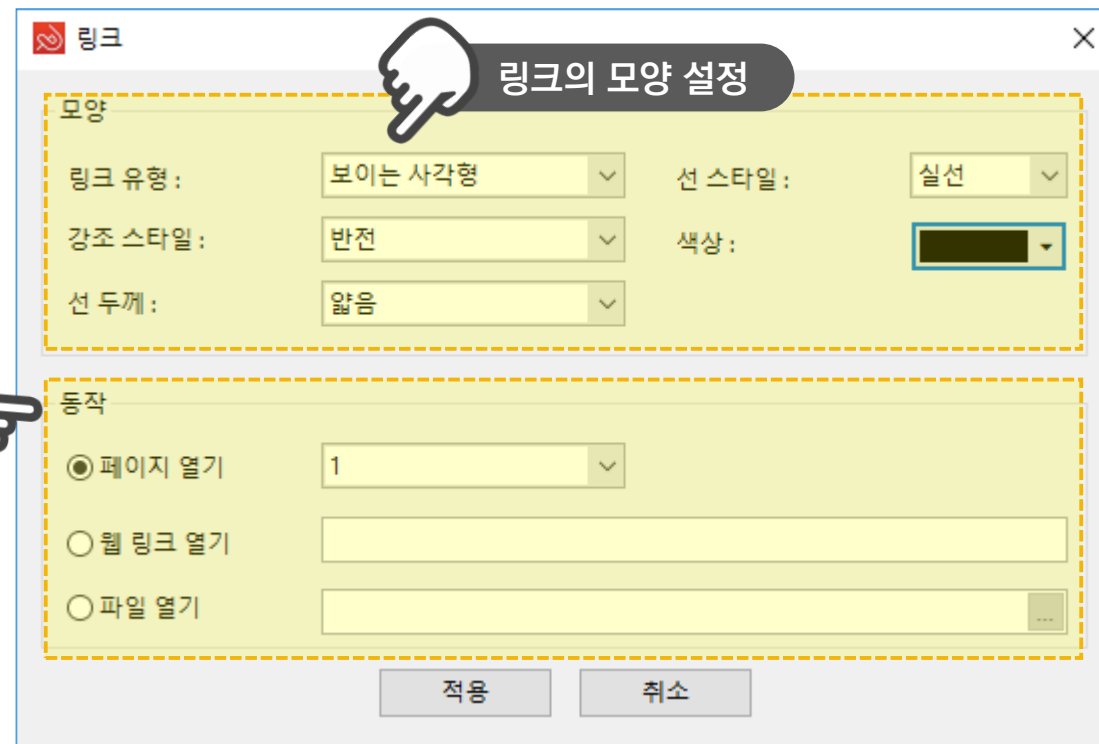 링크
링크의 모양 설정
모양
링크 유형 : 보이는 사각형 선 스타일 : 실선
강조 스타일 : 반전 색상 :
선 두께 : 얇음
동작
페이지 열기 1
웹 링크 열기
파일 열기 ...
적용 취소